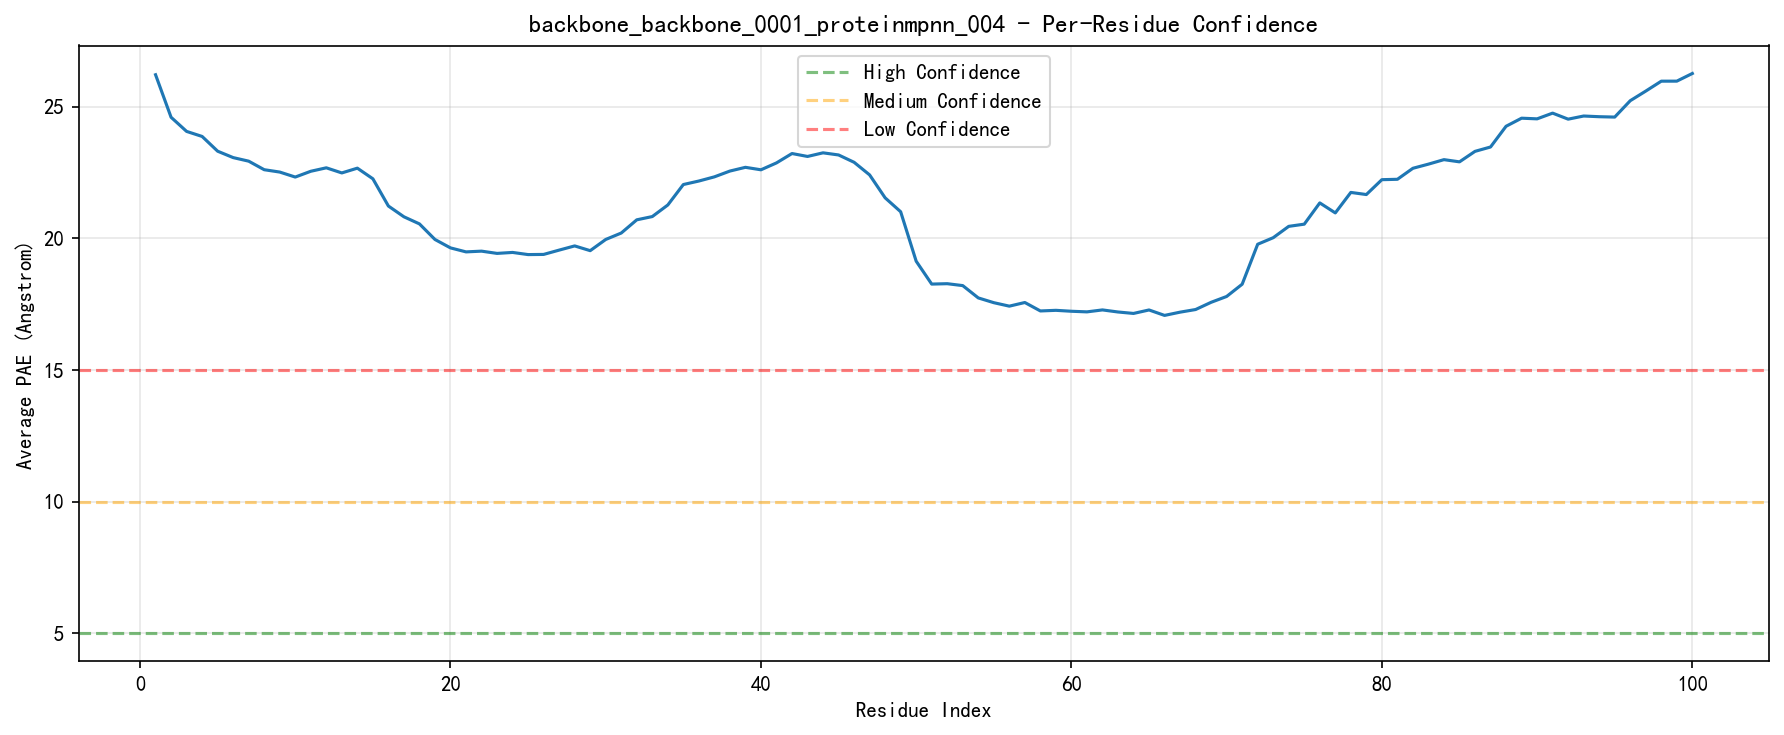 backbone_backbone_0001_proteinmpnn_004 - Per-Residue Confidence
High Confidence
Medium Confidence
Low Confidence
Average PAE (Angstrom)
25
20
15
10
5
0 20 40 60 80 100
Residue Index